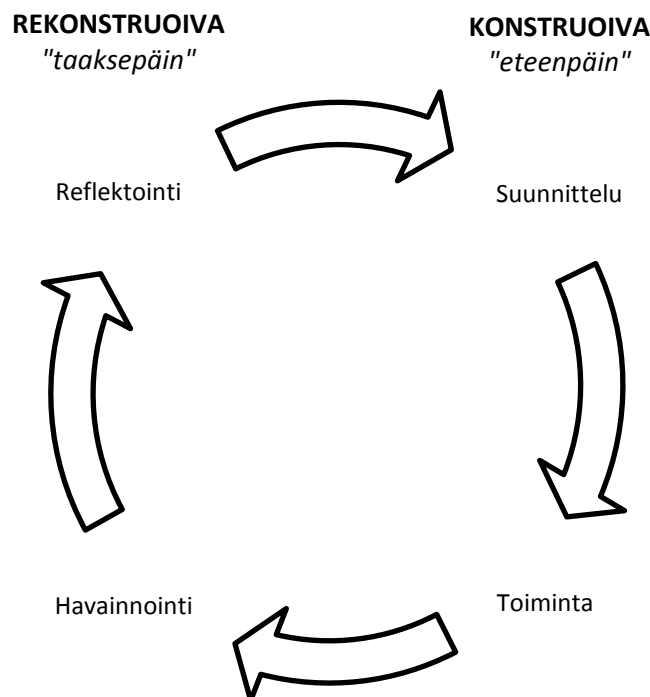 REKONSTRUOIVA
"taaksepäin"
KONSTRUOIVA
"eteenpäin"
Reflektointi
Suunnittelu
Havainnointi
Toiminta